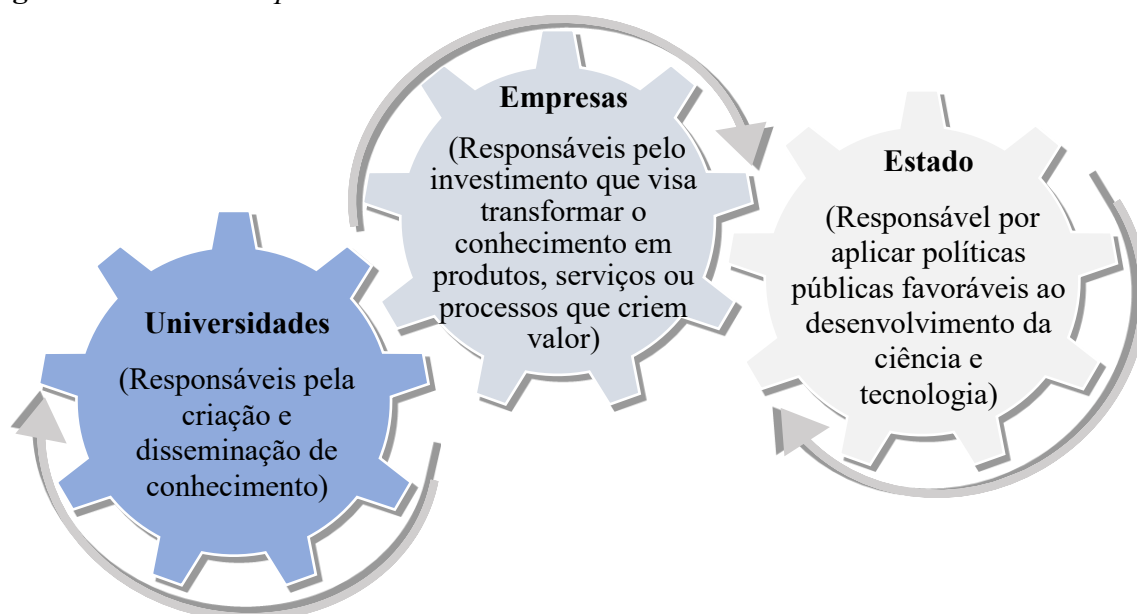 Universidades
(Responsáveis pela
criação e
disseminação de
conhecimento)
Empresas
(Responsáveis pelo
investimento que visa
transformar o
conhecimento em
produtos, serviços ou
processos que criem
valor)
Estado
(Responsável por
aplicar políticas
públicas favoráveis ao
desenvolvimento da
ciência e
tecnologia)